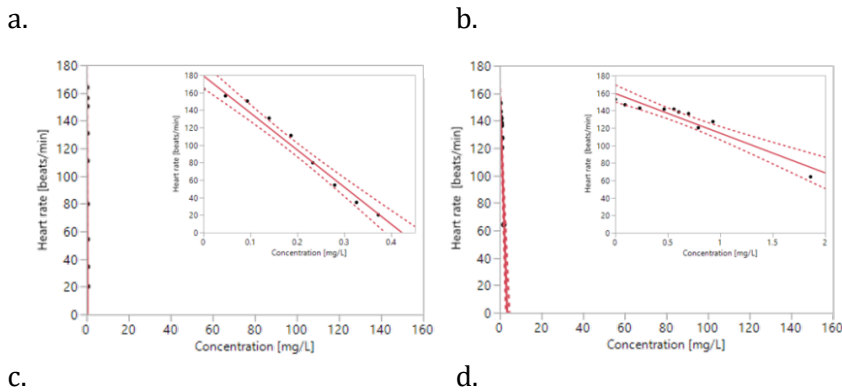 a.
b.
180
160
140
120
100
80
60
40
20
0
Heart rate [beats/min]
0 20 40 60 80 100 120 140 160
Concentration [mg/L]
180
160
140
120
100
80
60
40
20
0
Heart rate [beats/min]
0 0.1 0.2 0.3 0.4
Concentration [mg/L]
180
160
140
120
100
80
60
40
20
0
Heart rate [beats/min]
0 20 40 60 80 100 120 140 160
Concentration [mg/L]
180
160
140
120
100
80
60
40
20
0
Heart rate [beats/min]
0 0.5 1 1.5 2
Concentration [mg/L]
c.
d.